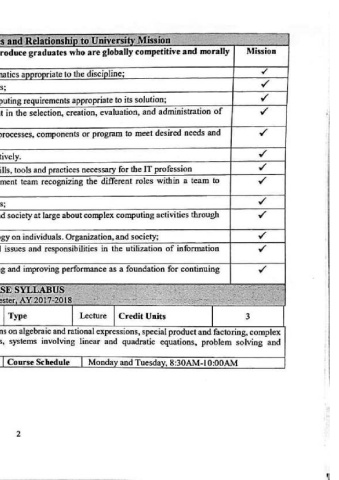 s and Relationship to University Mission
roduce graduates who are globally competitive and morally Mission
atics appropriate to the discipline; ✓
s; ✓
puting requirements appropriate to its solution; ✓
t in the selection, creation, evaluation, and administration of ✓
processes, components or program to meet desired needs and ✓
tively. ✓
ills, tools and practices necessary for the IT profession ✓
ment team recognizing the different roles within a team to ✓
s; ✓
d society at large about complex computing activities through ✓
gy on individuals. Organization, and society; ✓
l issues and responsibilities in the utilization of information ✓
g and improving performance as a foundation for continuing ✓
SE SYLLABUS
ester, AY 2017-2018
Type Lecture Credit Units 3
ns on algebraic and rational expressions, special product and factoring, complex
s, systems involving linear and quadratic equations, problem solving and
Course Schedule Monday and Tuesday, 8:30AM-10:00AM
2